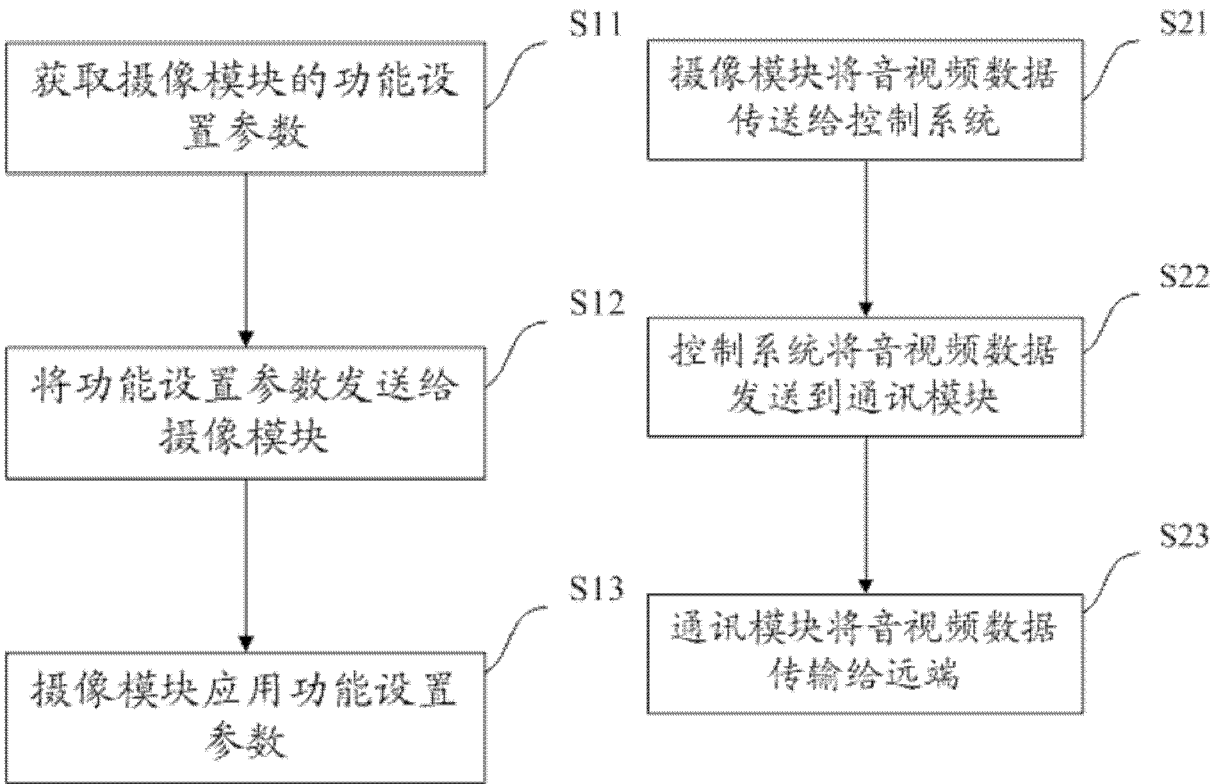 S11
获取摄像模块的功能设
置参数
S12
将功能设置参数发送给
摄像模块
S13
摄像模块应用功能设置
参数
S21
摄像模块将音视频数据
传送给控制系统
S22
控制系统将音视频数据
发送到通讯模块
S23
通讯模块将音视频数据
传输给远端